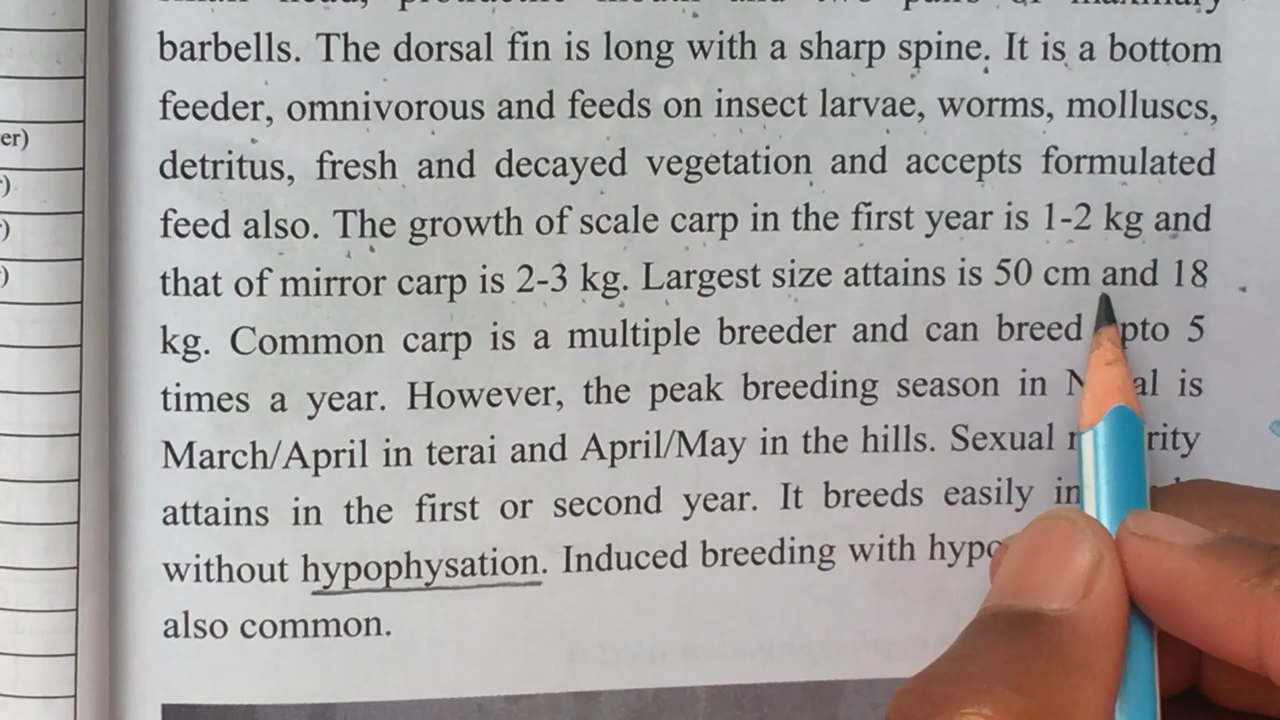 barbells. The dorsal fin is long with a sharp spine. It is a bottom
feeder, omnivorous and feeds on insect larvae, worms, molluscs,
detritus, fresh and decayed vegetation and accepts formulated
feed also. The growth of scale carp in the first year is 1-2 kg and
that of mirror carp is 2-3 kg. Largest size attains is 50 cm and 18
kg. Common carp is a multiple breeder and can breed pto 5
times a year. However, the peak breeding season in N al is
March/April in terai and April/May in the hills. Sexual rity
attains in the first or second year. It breeds easily in
without hypophysation. Induced breeding with hypo
also common.
er)